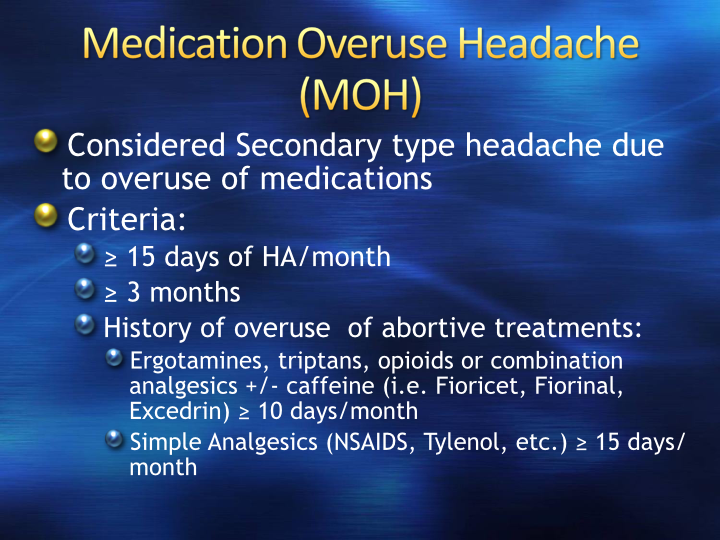 Medication Overuse Headache
(MOH)
Considered Secondary type headache due
to overuse of medications
Criteria:
≥ 15 days of HA/month
≥ 3 months
History of overuse  of abortive treatments:
Ergotamines, triptans, opioids or combination
analgesics +/- caffeine (i.e. Fioricet, Fiorinal,
Excedrin) ≥ 10 days/month
Simple Analgesics (NSAIDS, Tylenol, etc.) ≥ 15 days/
month